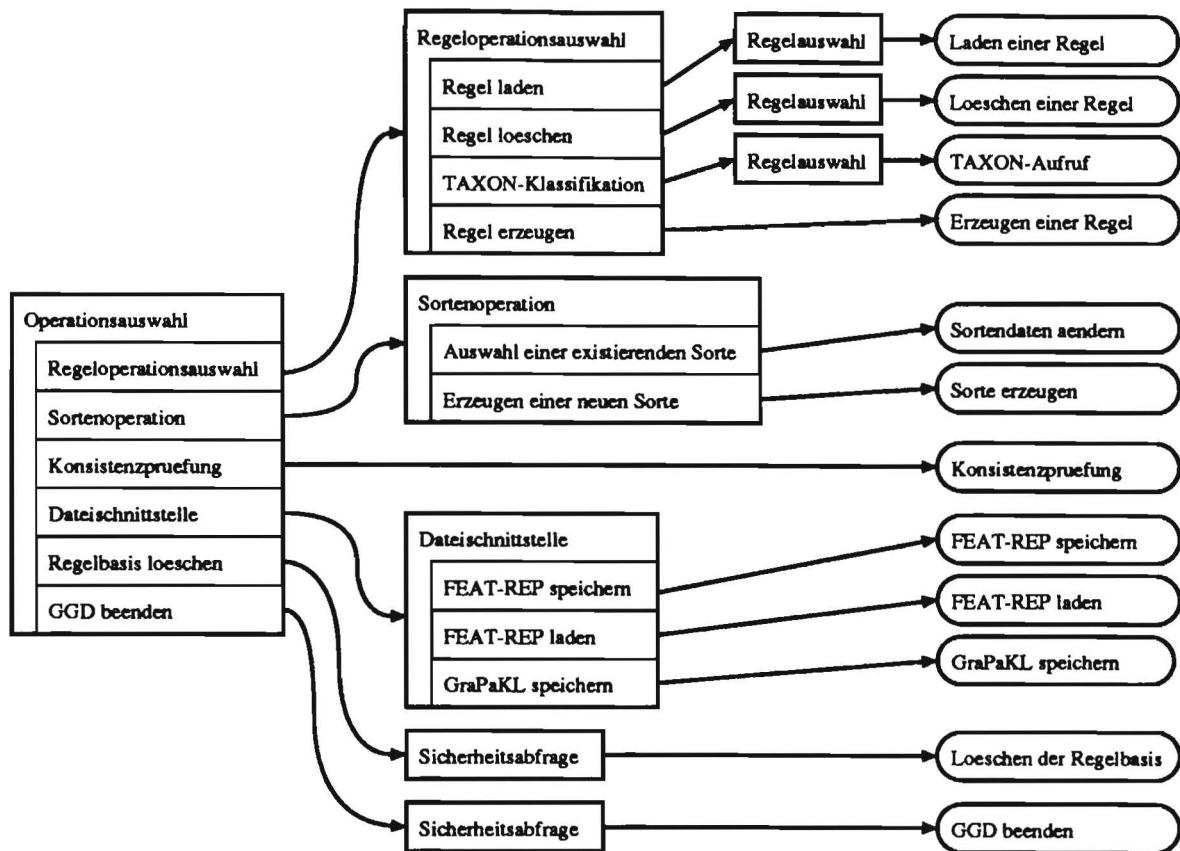 Regeloperationsauswahl
Regel laden
Regel loeschen
TAXON-Klassifikation
Regel erzeugen
Regelauswahl
Laden einer Regel
Regelauswahl
Loeschen einer Regel
Regelauswahl
TAXON-Aufruf
Erzeugen einer Regel
Operationsauswahl
Regeloperationsauswahl
Sortenoperation
Konsistenzpruefung
Dateischnittstelle
Regelbasis loeschen
GGD beenden
Sortenoperation
Auswahl einer existierenden Sorte
Erzeugen einer neuen Sorte
Sortendaten aendern
Sorte erzeugen
Konsistenzpruefung
Dateischnittstelle
FEAT-REP speichern
FEAT-REP laden
GraPaKL speichern
FEAT-REP speichern
FEAT-REP laden
GraPaKL speichern
Sicherheitsabfrage
Loeschen der Regelbasis
Sicherheitsabfrage
GGD beenden